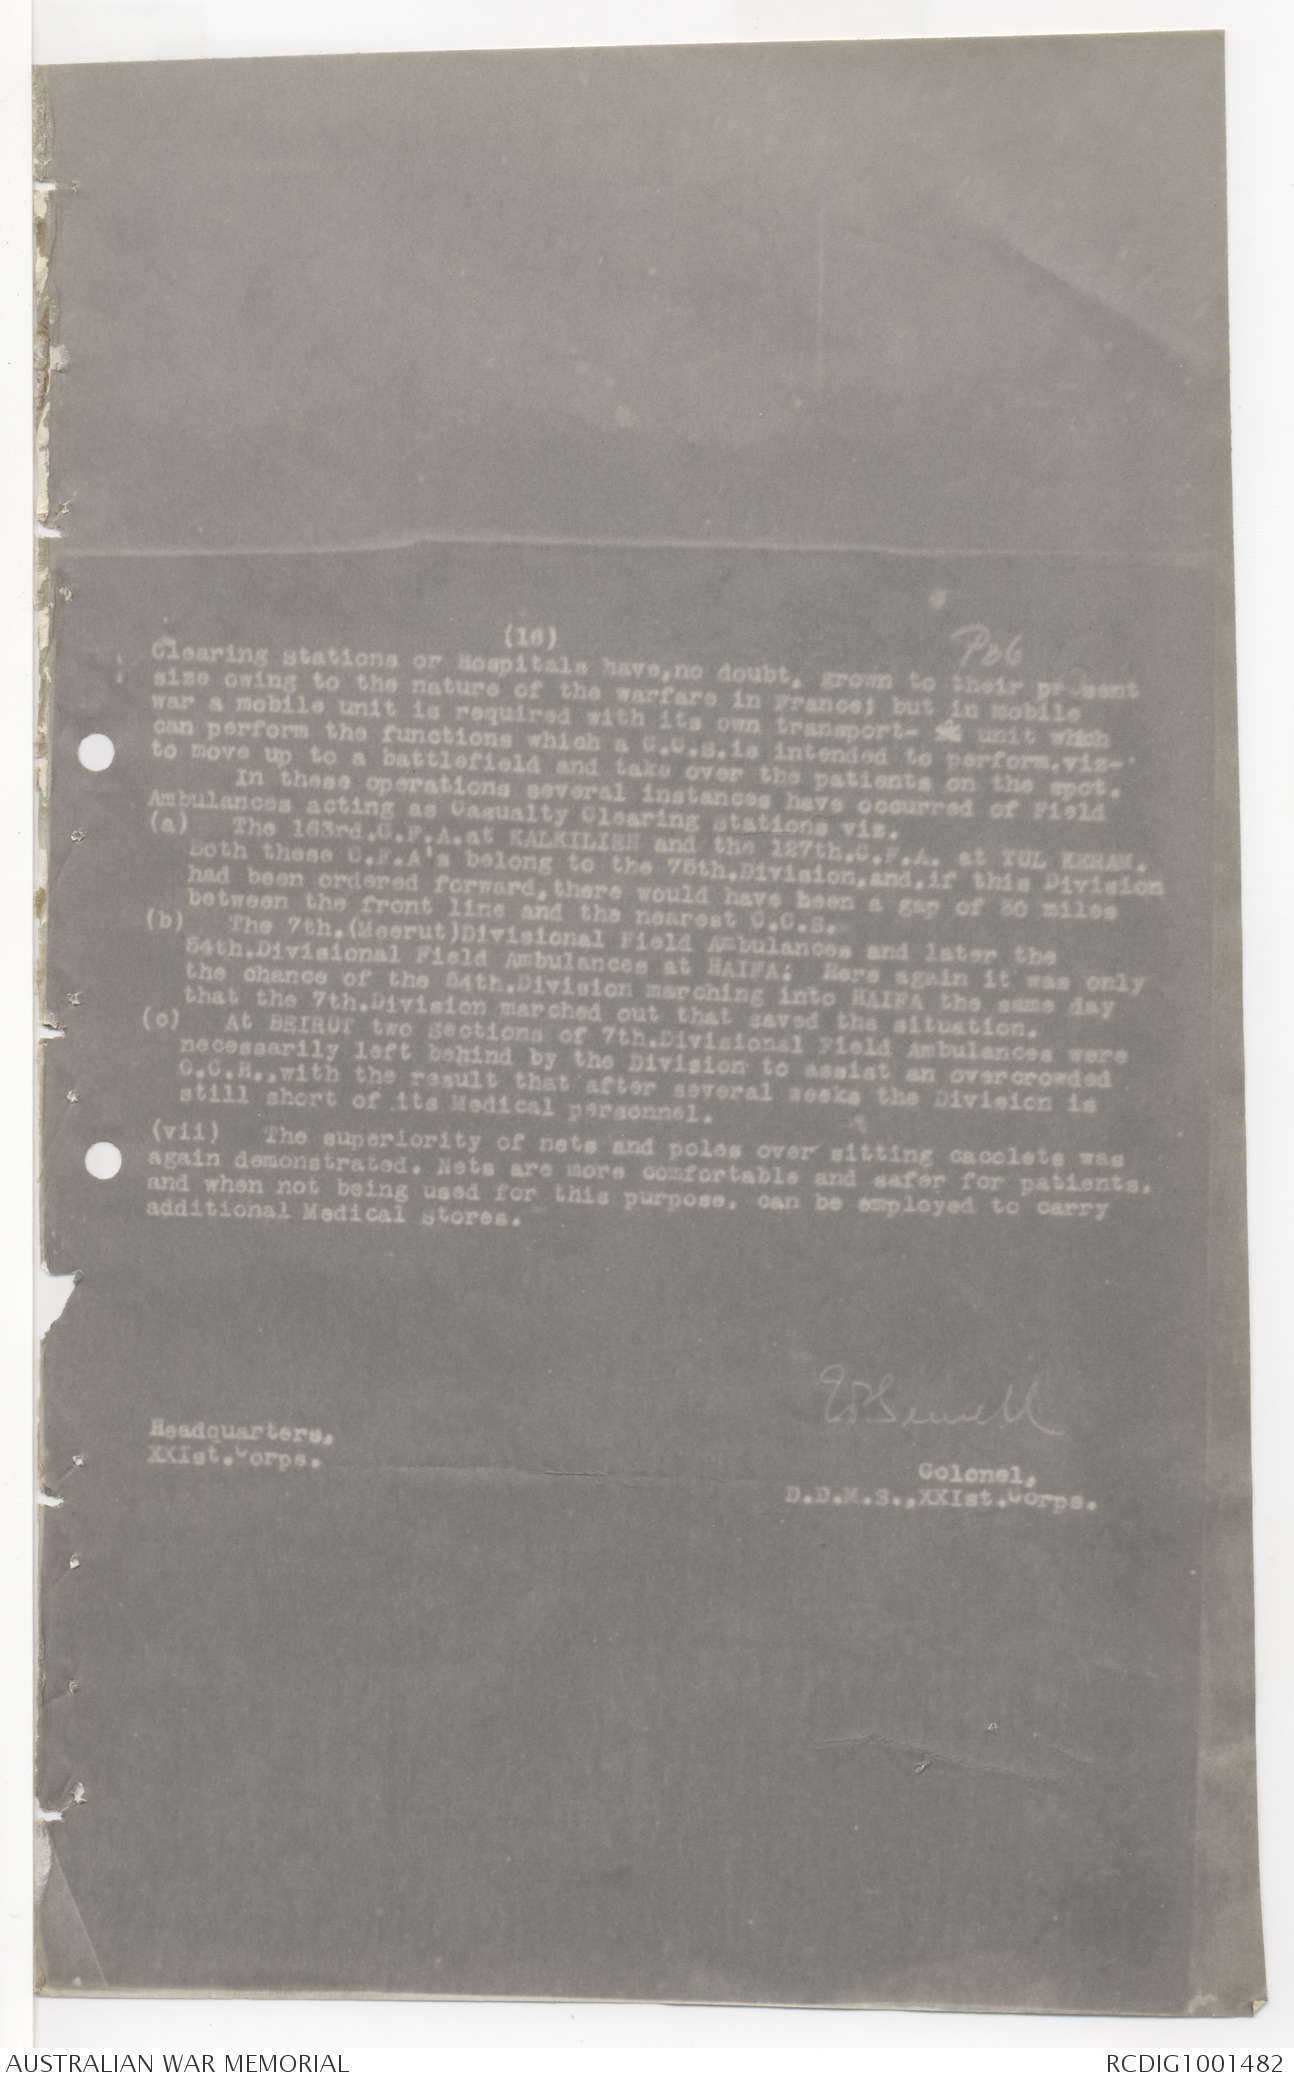 (16)
P26
Clearing Stations or Hospitals have,no doubt, grown to their present
size owing to the nature of the warfare in France; but in mobile
war a mobile unit is required with its own transport- unit which
can perform the functions which a C.C.S.is intended to perform.viz-
to move up to a battlefield and take over the patients on the spot.
In these operations several instances have occurred of Field
Ambulances acting as Casualty Clearing Stations viz.
(a) The 163rd.C.F.A.at KALKILIEH and the 127th.C.F.A. at TUL KERAM.
Both these C.F.A's belong to the 75th.Division,and,if this Division
had been ordered forward,there would have been a gap of 30 miles
between the front line and the nearest C.C.S.
(b) The 7th.(Meerut)Divisional Field Ambulances and later the
54th.Divisional Field Ambulances at HAIFA; Here again it was only
the chance of the 54th.Division marching into HAIFA the same day
that the 7th.Division marched out that saved the situation.
(c) At BEIRUT two Sections of 7th.Divisional Field Ambulances were
necessarily left behind by the Division to assist an overcrowded
C.C.H.,with the result that after several weeks the Division is
still short of its Medical personnel.
(vii) The superiority of nets and poles over sitting cacolets was
again demonstrated. Nets are more comfortable and safer for patients,
and when not being used for this purpose, can be employed to carry
additional Medical Stores.
Headquarters,
XXIst.Corps.
Colonel,
D.D.M.S.,XXIst.Corps.
AUSTRALIAN WAR MEMORIAL
RCDIG1001482